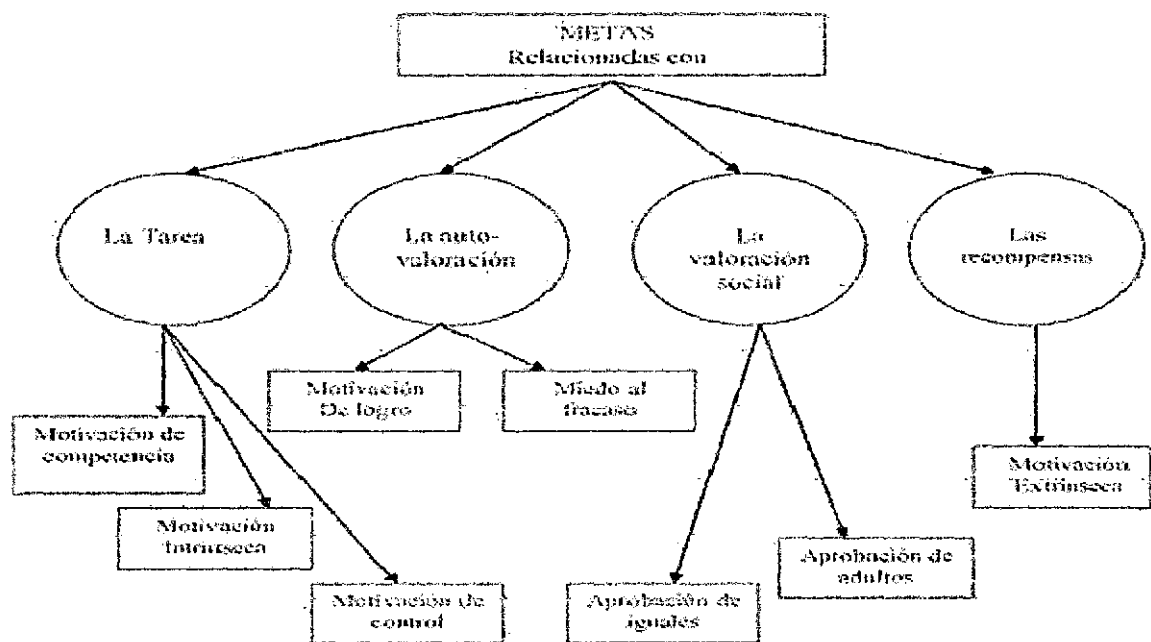 METAS
Relacionadas con
La Tarea
La auto-
valoración
La
valoración
social
Las
recompensas
Motivación
De logro
Miedo al
fracaso
Motivación de
competencia
Motivación
Intrínseca
Motivación de
control
Aprobación de
iguales
Aprobación de
adultos
Motivación
Extrínseca